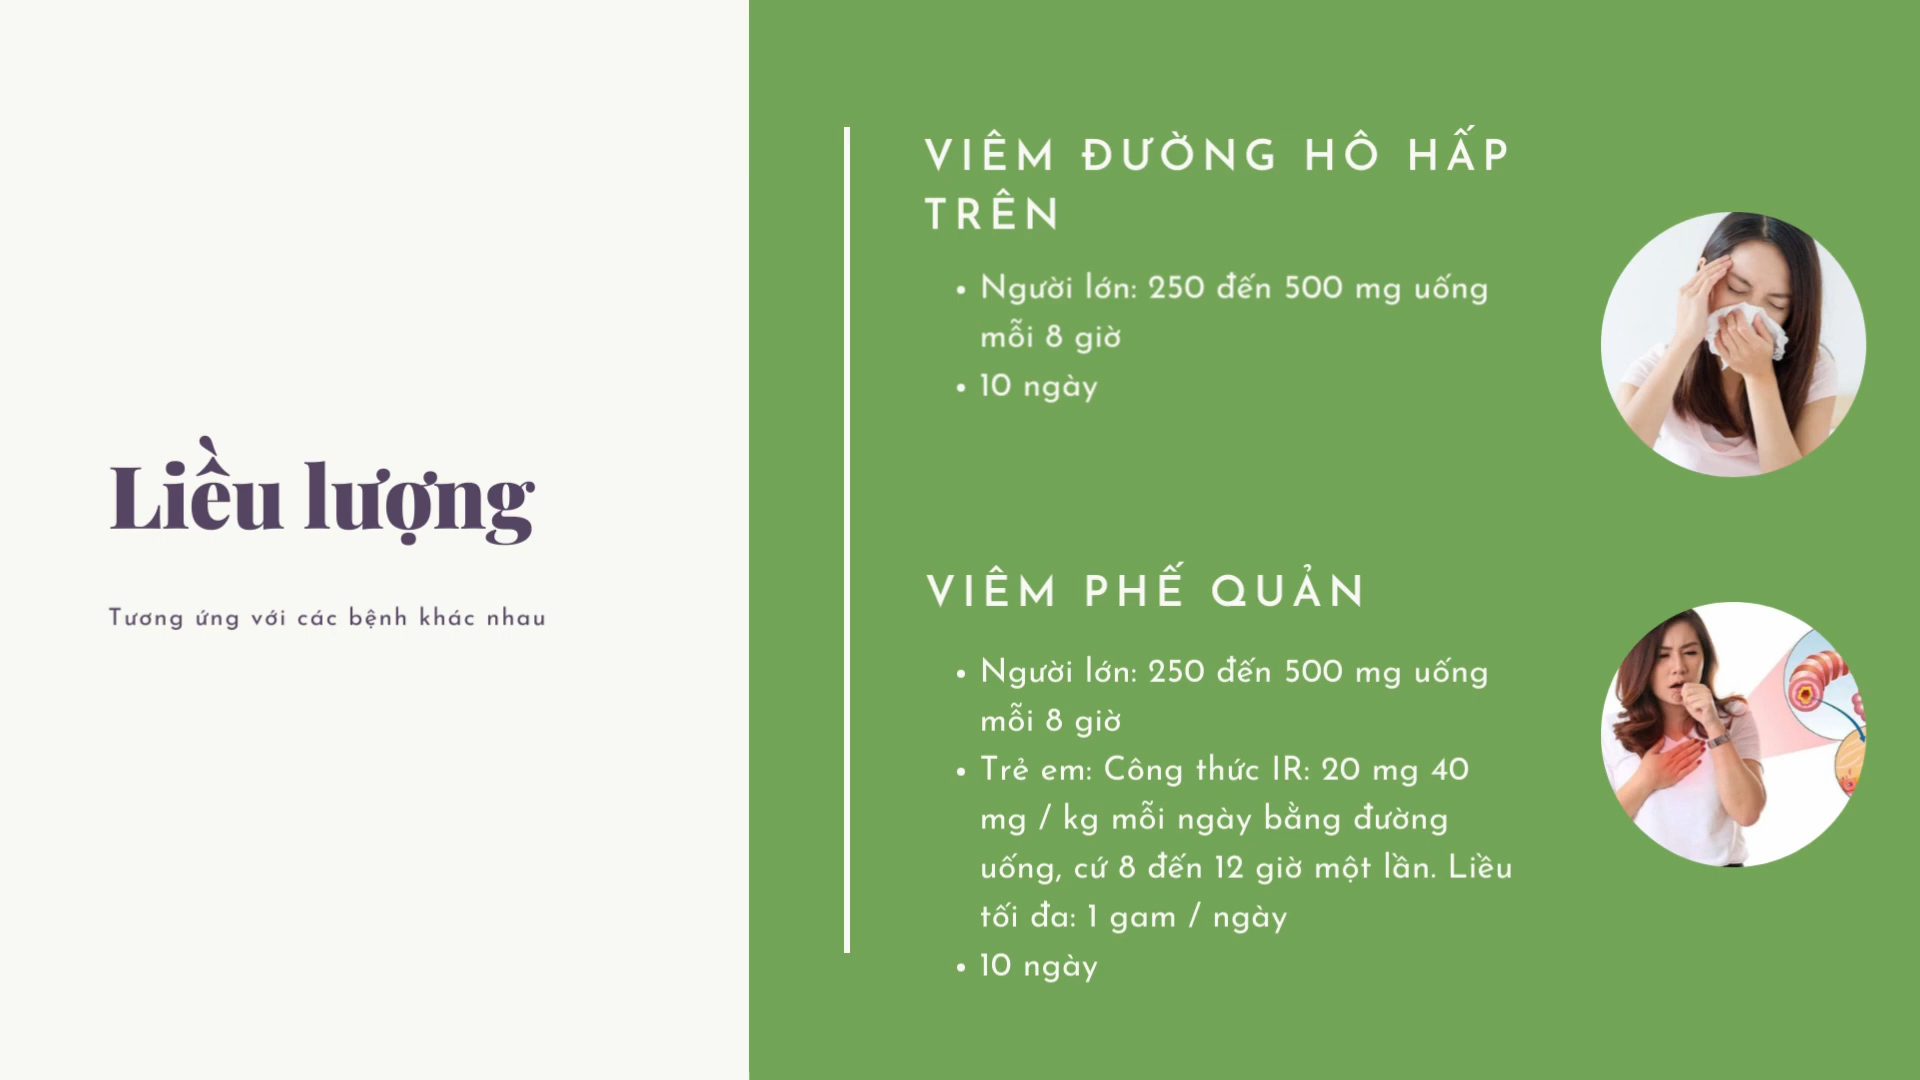 Liều lượng
Tương ứng với các bệnh khác nhau
VIÊM ĐƯỜNG HÔ HẤP
TRÊN
• Người lớn: 250 đến 500 mg uống
mỗi 8 giờ
• 10 ngày
VIÊM PHẾ QUẢN
• Người lớn: 250 đến 500 mg uống
mỗi 8 giờ
• Trẻ em: Công thức IR: 20 mg 40
mg / kg mỗi ngày bằng đường
uống, cứ 8 đến 12 giờ một lần. Liều
tối đa: 1 gam / ngày
• 10 ngày